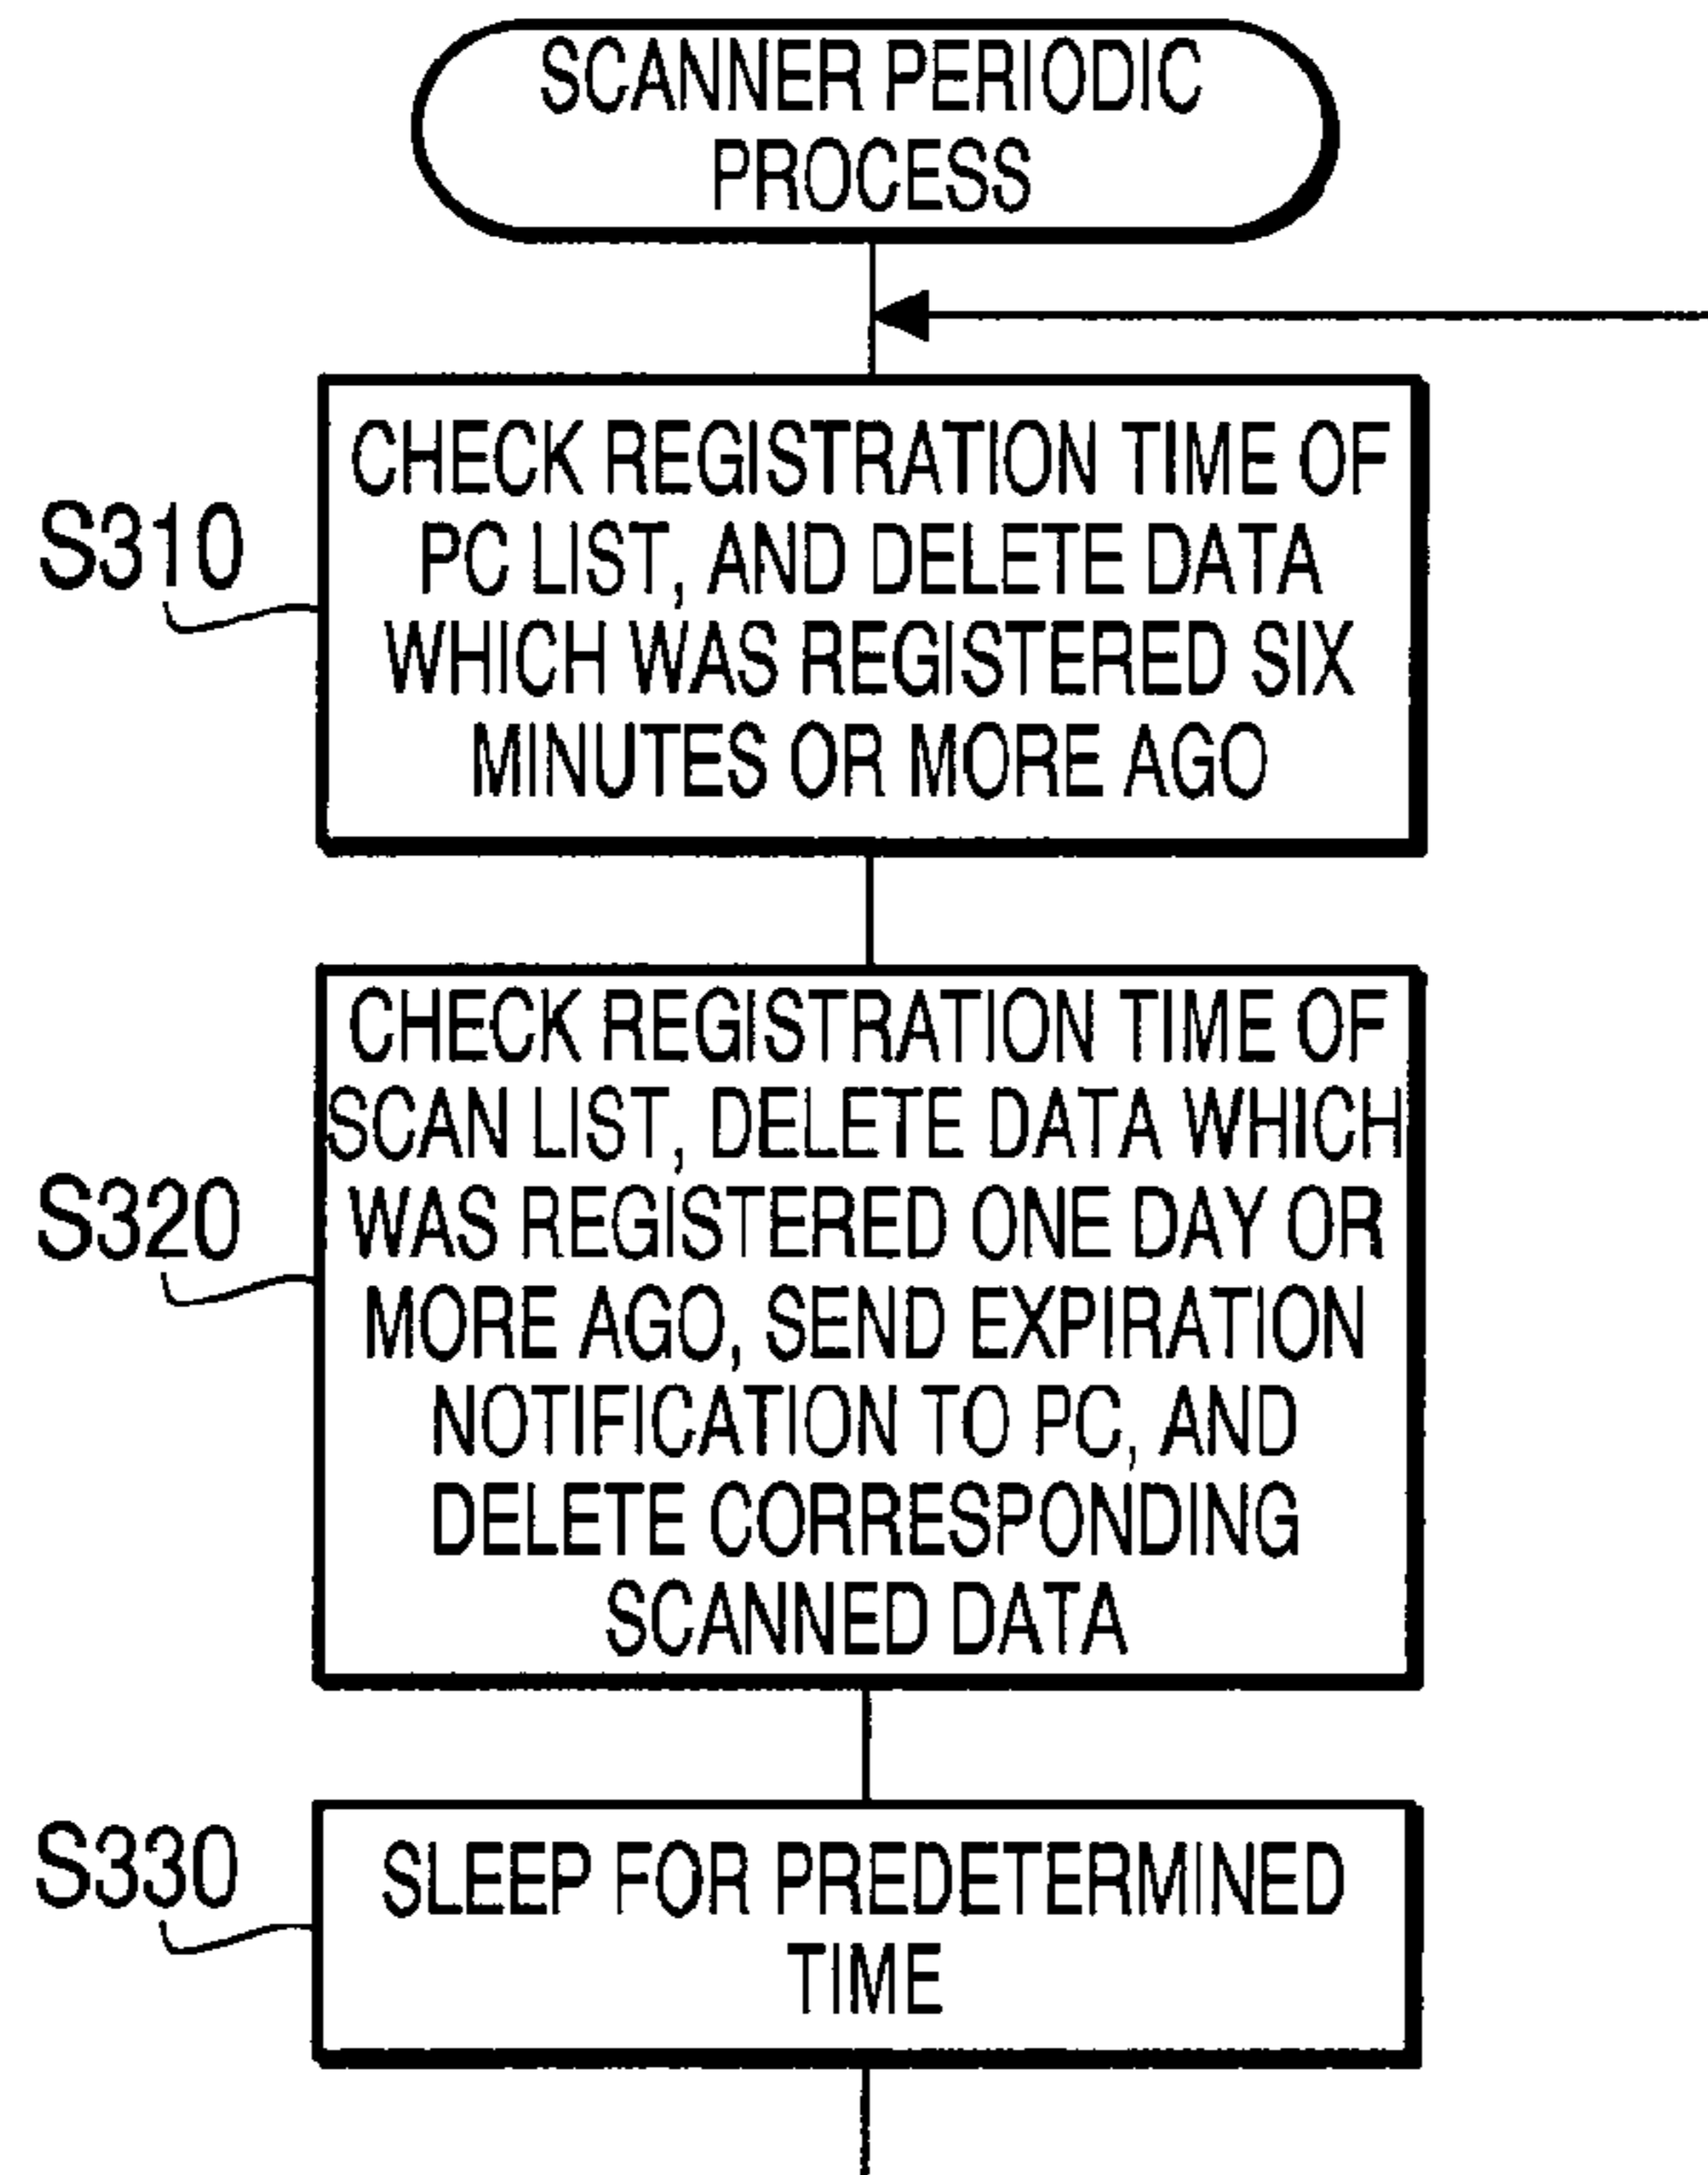 SCANNER PERIODIC
PROCESS
S310
CHECK REGISTRATION TIME OF
PC LIST, AND DELETE DATA
WHICH WAS REGISTERED SIX
MINUTES OR MORE AGO
S320
CHECK REGISTRATION TIME OF
SCAN LIST, DELETE DATA WHICH
WAS REGISTERED ONE DAY OR
MORE AGO, SEND EXPIRATION
NOTIFICATION TO PC, AND
DELETE CORRESPONDING
SCANNED DATA
S330
SLEEP FOR PREDETERMINED
TIME